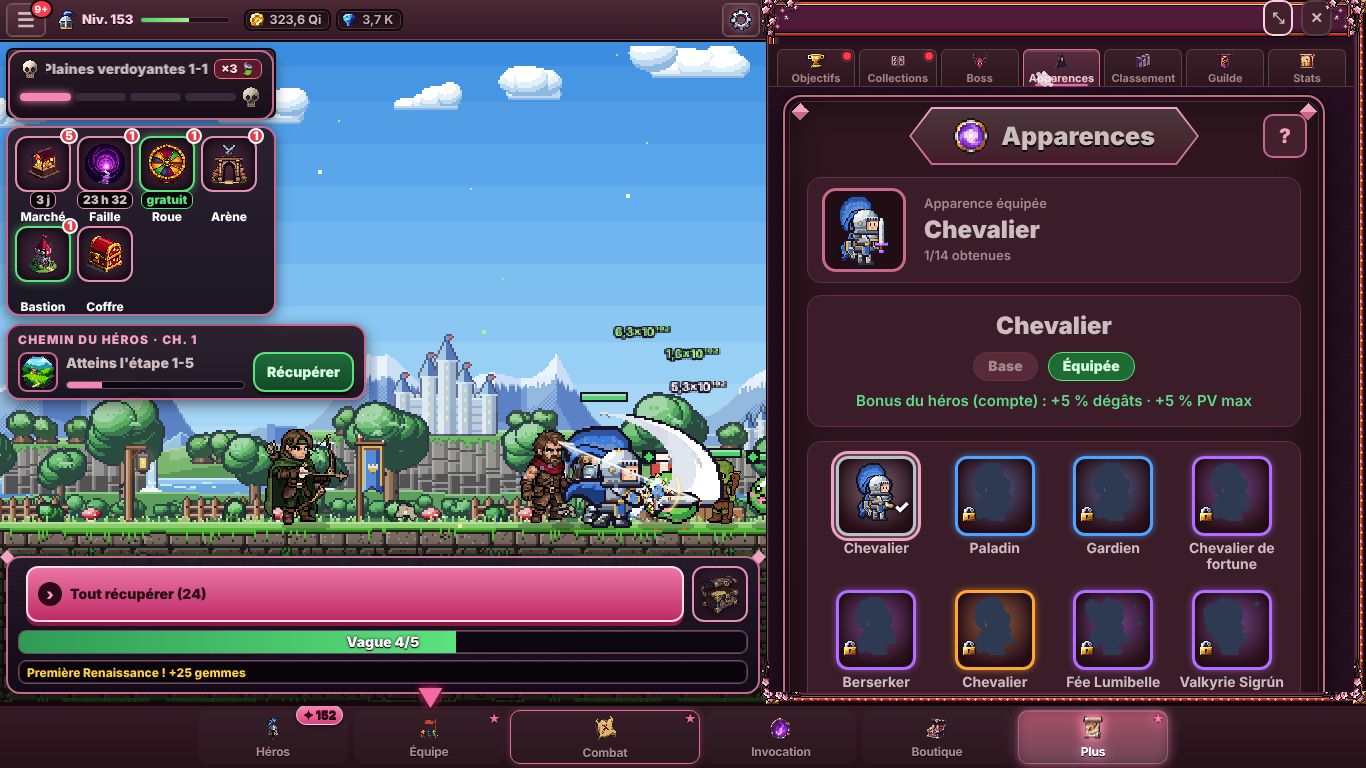 9+
Niv. 153
323,6 Qi
3,7 K
Plaines verdoyantes 1-1
×3
5
1
1
1
3 j
23 h 32
gratuit
Marché
Faille
Roue
Arène
1
Bastion
Coffre
CHEMIN DU HÉROS · CH. 1
Atteins l'étape 1-5
Récupérer
Tout récupérer (24)
Vague 4/5
Première Renaissance ! +25 gemmes
Objectifs
Collections
Boss
Apparences
Classement
Guilde
Stats
Apparences
?
Apparence équipée
Chevalier
1/14 obtenues
Chevalier
Base
Équipée
Bonus du héros (compte) : +5 % dégâts · +5 % PV max
Chevalier
Paladin
Gardien
Chevalier de
fortune
Berserker
Chevalier
Fée Lumibelle
Valkyrie Sigrún
152
Héros
Équipe
Combat
Invocation
Boutique
Plus